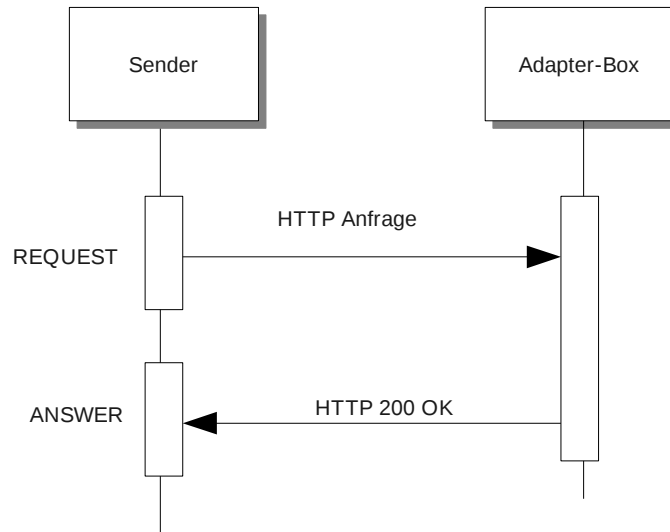 Sender
Adapter-Box
HTTP Anfrage
REQUEST
HTTP 200 OK
ANSWER